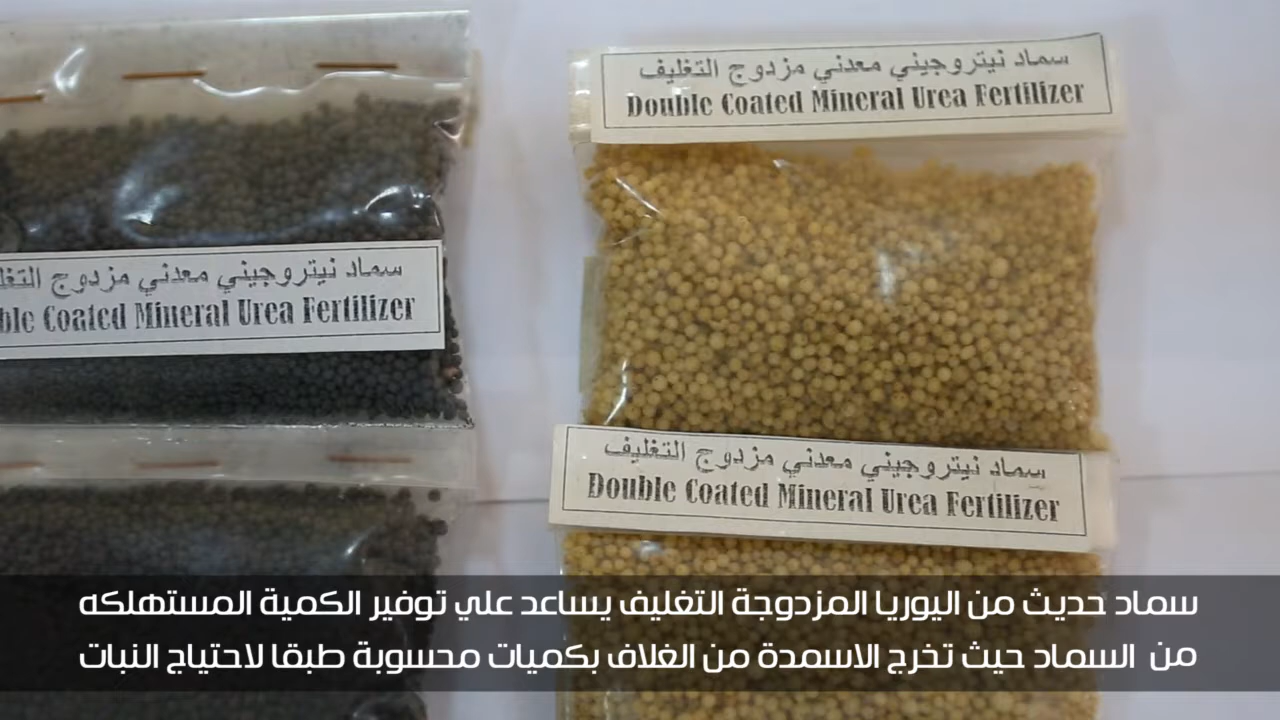 سماد نيتروجيني معدني مزدوج التغليف
Double Coated Mineral Urea Fertilizer
سماد نيتروجيني معدني مزدوج
Coated Mineral Urea Fertilizer
سماد نيتروجيني معدني مزدوج التغليف
Double Coated Mineral Urea Fertilizer
سماد حديث من اليوريا المزدوجة التغليف يساعد علي توفير الكمية المستهلكه
من السماد حيث تخرج الاسمدة من الغلاف بكميات محسوبة طبقا لاحتياج النبات